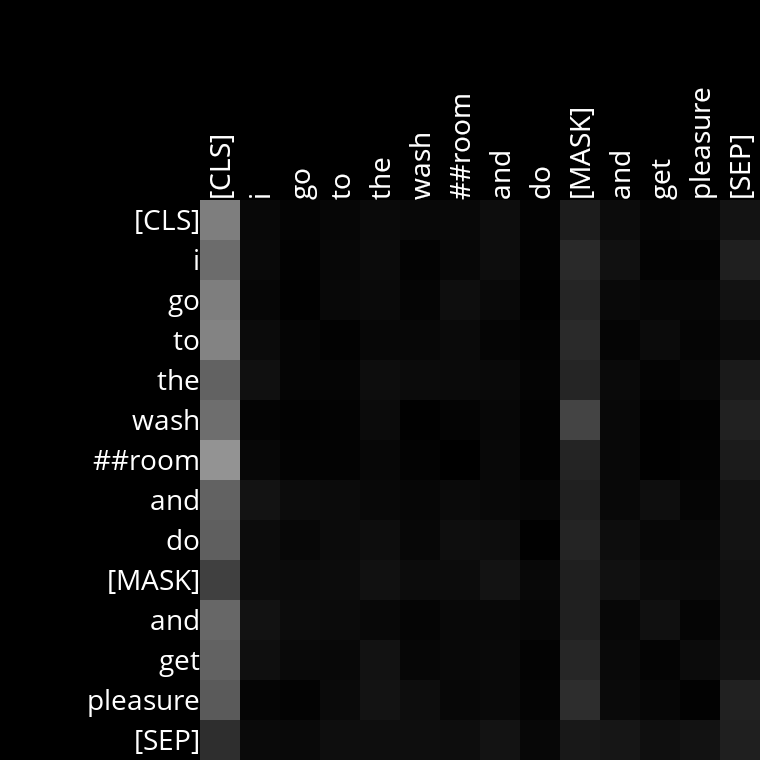 [CLS] i go to the wash ##room and do [MASK] and get pleasure [SEP]
[CLS]
i
go
to
the
wash
##room
and
do
[MASK]
and
get
pleasure
[SEP]